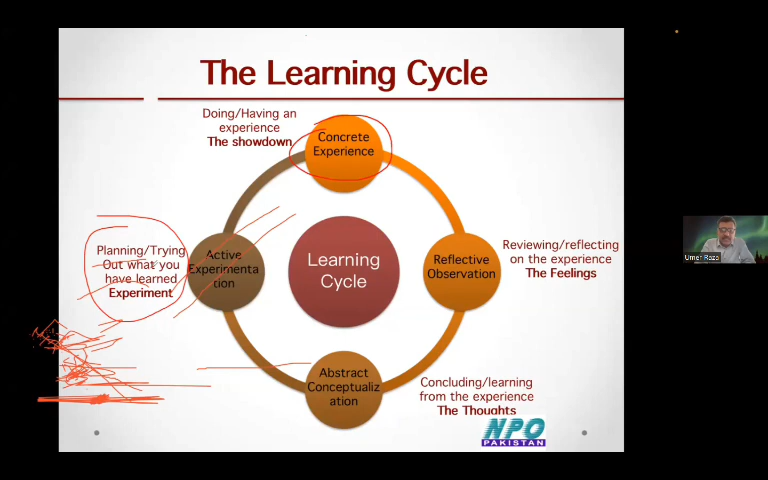 The Learning Cycle
Doing/Having an
experience
The showdown
Concrete
Experience
Planning/Trying
Out what you
have learned
Experiment
Active
Experimenta
tion
Learning
Cycle
Reflective
Observation
Reviewing/reflecting
on the experience
The Feelings
Abstract
Conceptualiz
ation
Concluding/learning
from the experience
The Thoughts
NPO
PAKISTAN
Umer Raza